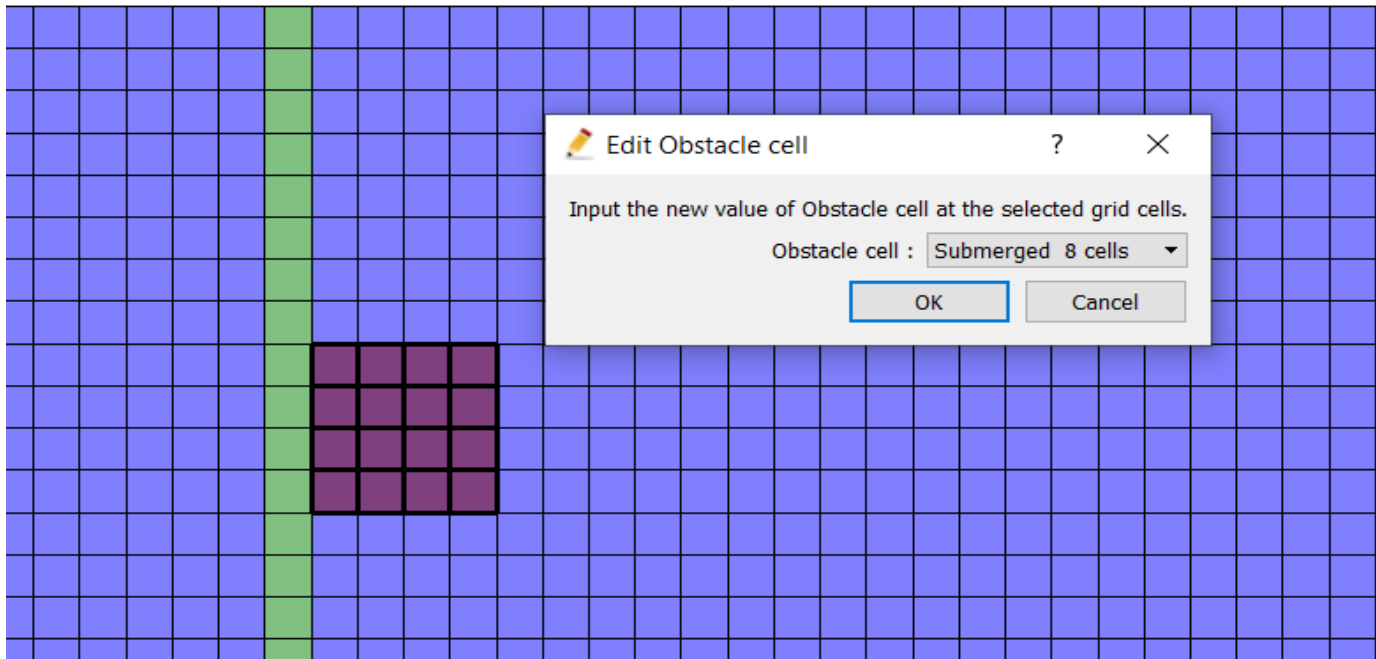 Edit Obstacle cell ?
Input the new value of Obstacle cell at the selected grid cells.
Obstacle cell : Submerged 8 cells
OK Cancel